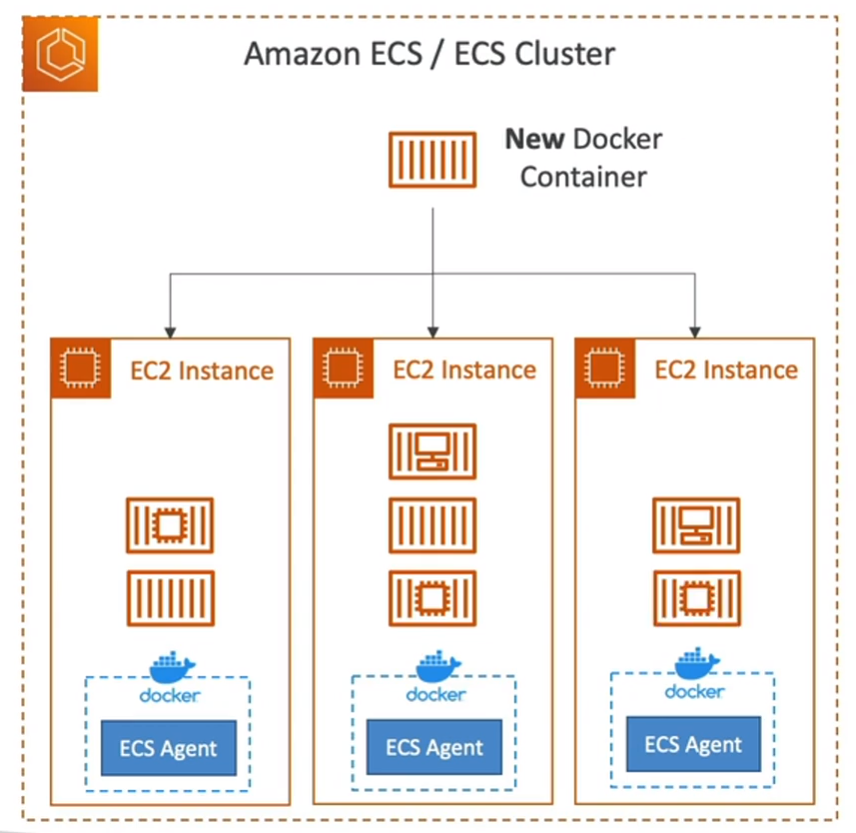 Amazon ECS / ECS Cluster
New Docker
Container
EC2 Instance
EC2 Instance
EC2 Instance
docker
docker
docker
ECS Agent
ECS Agent
ECS Agent